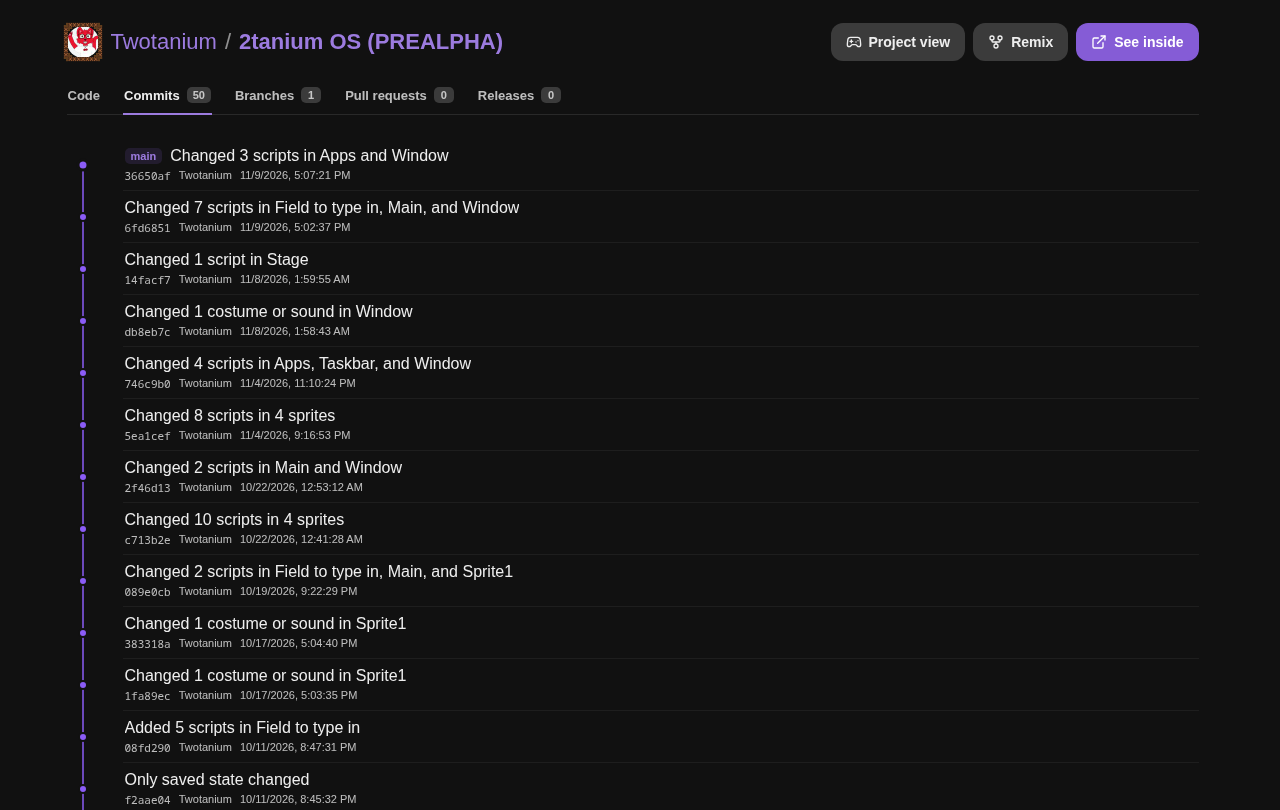 Twotanium / 2tanium OS (PREALPHA)
Project view
Remix
See inside
Code
Commits 50
Branches 1
Pull requests 0
Releases 0
main Changed 3 scripts in Apps and Window
36650af Twotanium 11/9/2026, 5:07:21 PM
Changed 7 scripts in Field to type in, Main, and Window
6fd6851 Twotanium 11/9/2026, 5:02:37 PM
Changed 1 script in Stage
14facf7 Twotanium 11/8/2026, 1:59:55 AM
Changed 1 costume or sound in Window
db8eb7c Twotanium 11/8/2026, 1:58:43 AM
Changed 4 scripts in Apps, Taskbar, and Window
746c9b0 Twotanium 11/4/2026, 11:10:24 PM
Changed 8 scripts in 4 sprites
5ea1cef Twotanium 11/4/2026, 9:16:53 PM
Changed 2 scripts in Main and Window
2f46d13 Twotanium 10/22/2026, 12:53:12 AM
Changed 10 scripts in 4 sprites
c713b2e Twotanium 10/22/2026, 12:41:28 AM
Changed 2 scripts in Field to type in, Main, and Sprite1
089e0cb Twotanium 10/19/2026, 9:22:29 PM
Changed 1 costume or sound in Sprite1
383318a Twotanium 10/17/2026, 5:04:40 PM
Changed 1 costume or sound in Sprite1
1fa89ec Twotanium 10/17/2026, 5:03:35 PM
Added 5 scripts in Field to type in
08fd290 Twotanium 10/11/2026, 8:47:31 PM
Only saved state changed
f2aae04 Twotanium 10/11/2026, 8:45:32 PM